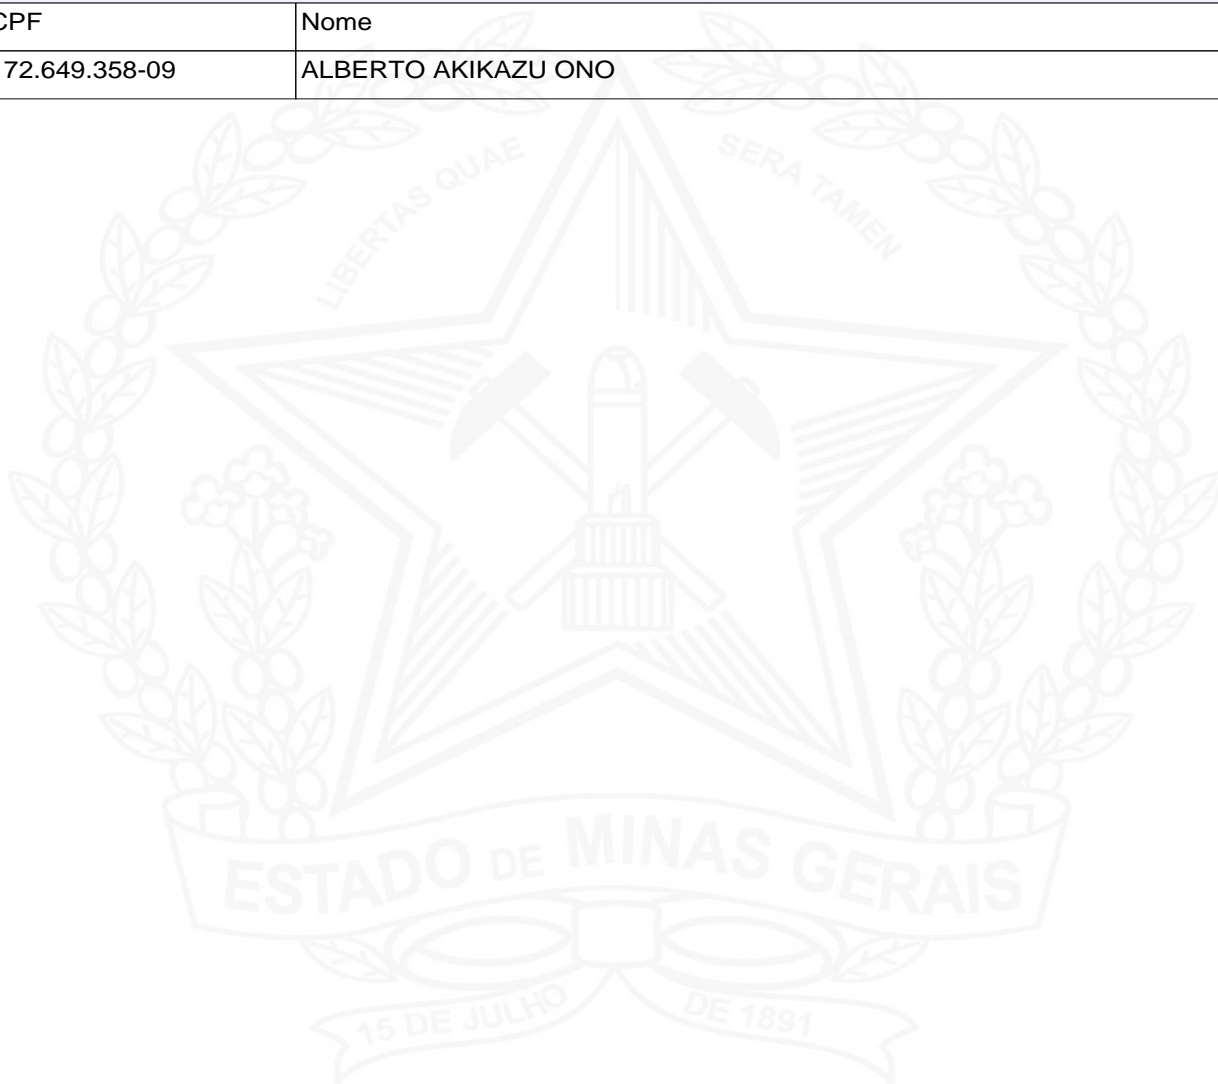 CPF Nome
72.649.358-09 ALBERTO AKIKAZU ONO
LIBERTAS QUAE SERA TAMEN
ESTADO DE MINAS GERAIS
15 DE JULHO DE 1891